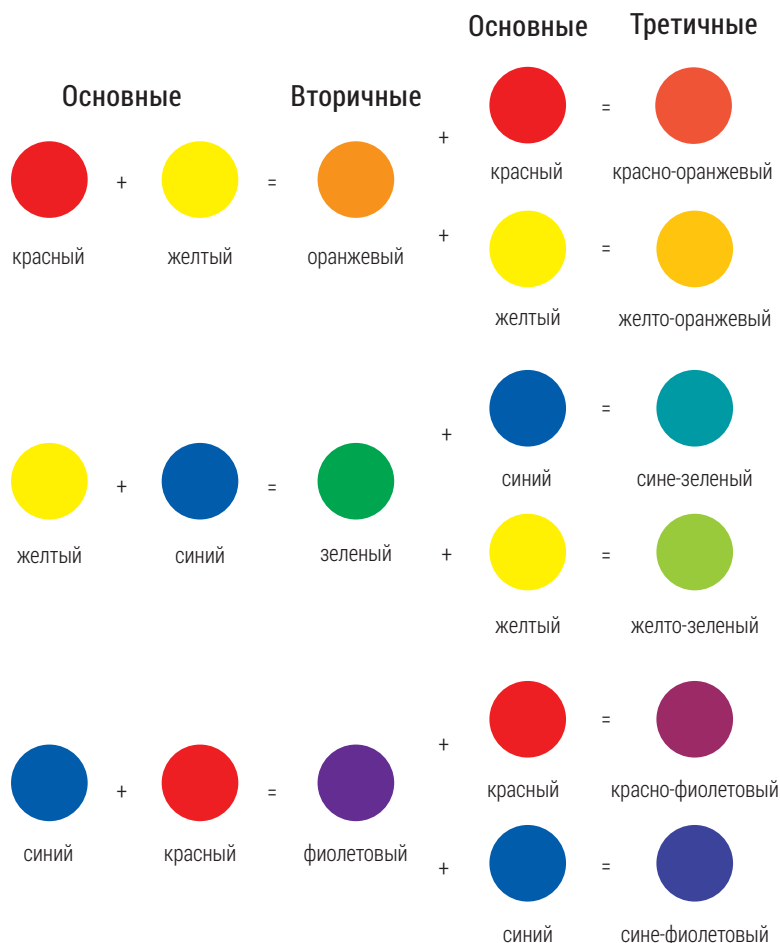 Основные Третичные
Основные Вторичные
+ = 
красный красно-оранжевый
+ =
красный желтый оранжевый
+ =
желтый желто-оранжевый
+ =
синий сине-зеленый
+ =
желтый синий зеленый
+ =
желтый желто-зеленый
+ =
красный красно-фиолетовый
+ =
синий красный фиолетовый
+ =
синий сине-фиолетовый